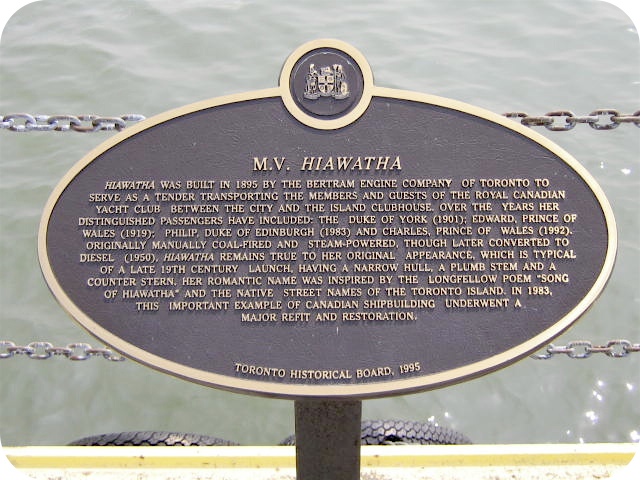 M.V. HIAWATHA
HIAWATHA WAS BUILT IN 1895 BY THE BERTRAM ENGINE COMPANY OF TORONTO TO
SERVE AS A TENDER TRANSPORTING THE MEMBERS AND GUESTS OF THE ROYAL CANADIAN
YACHT CLUB BETWEEN THE CITY AND THE ISLAND CLUBHOUSE. OVER THE YEARS HER
DISTINGUISHED PASSENGERS HAVE INCLUDED: THE DUKE OF YORK (1901); EDWARD, PRINCE OF
WALES (1919); PHILIP, DUKE OF EDINBURGH (1983) AND CHARLES, PRINCE OF WALES (1992).
ORIGINALLY MANUALLY COAL-FIRED AND STEAM-POWERED, THOUGH LATER CONVERTED TO
DIESEL (1950), HIAWATHA REMAINS TRUE TO HER ORIGINAL APPEARANCE, WHICH IS TYPICAL
OF A LATE 19TH CENTURY LAUNCH, HAVING A NARROW HULL, A PLUMB STEM AND A
COUNTER STERN. HER ROMANTIC NAME WAS INSPIRED BY THE LONGFELLOW POEM "SONG
OF HIAWATHA" AND THE NATIVE STREET NAMES OF THE TORONTO ISLAND. IN 1983,
THIS IMPORTANT EXAMPLE OF CANADIAN SHIPBUILDING UNDERWENT A
MAJOR REFIT AND RESTORATION.
TORONTO HISTORICAL BOARD, 1995